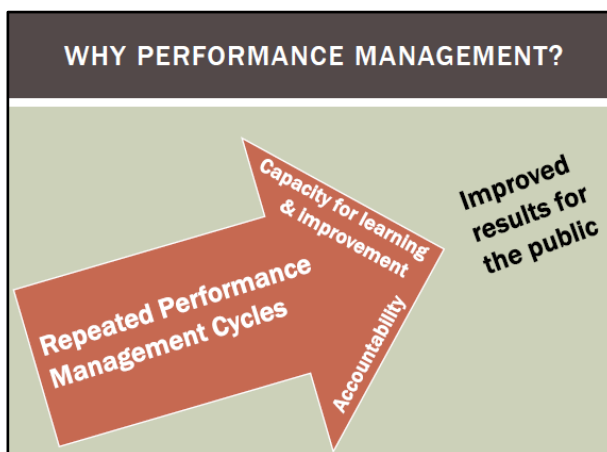 WHY PERFORMANCE MANAGEMENT?
Repeated Performance
Management Cycles
Capacity for learning
& improvement
Accountability
Improved
results for
the public